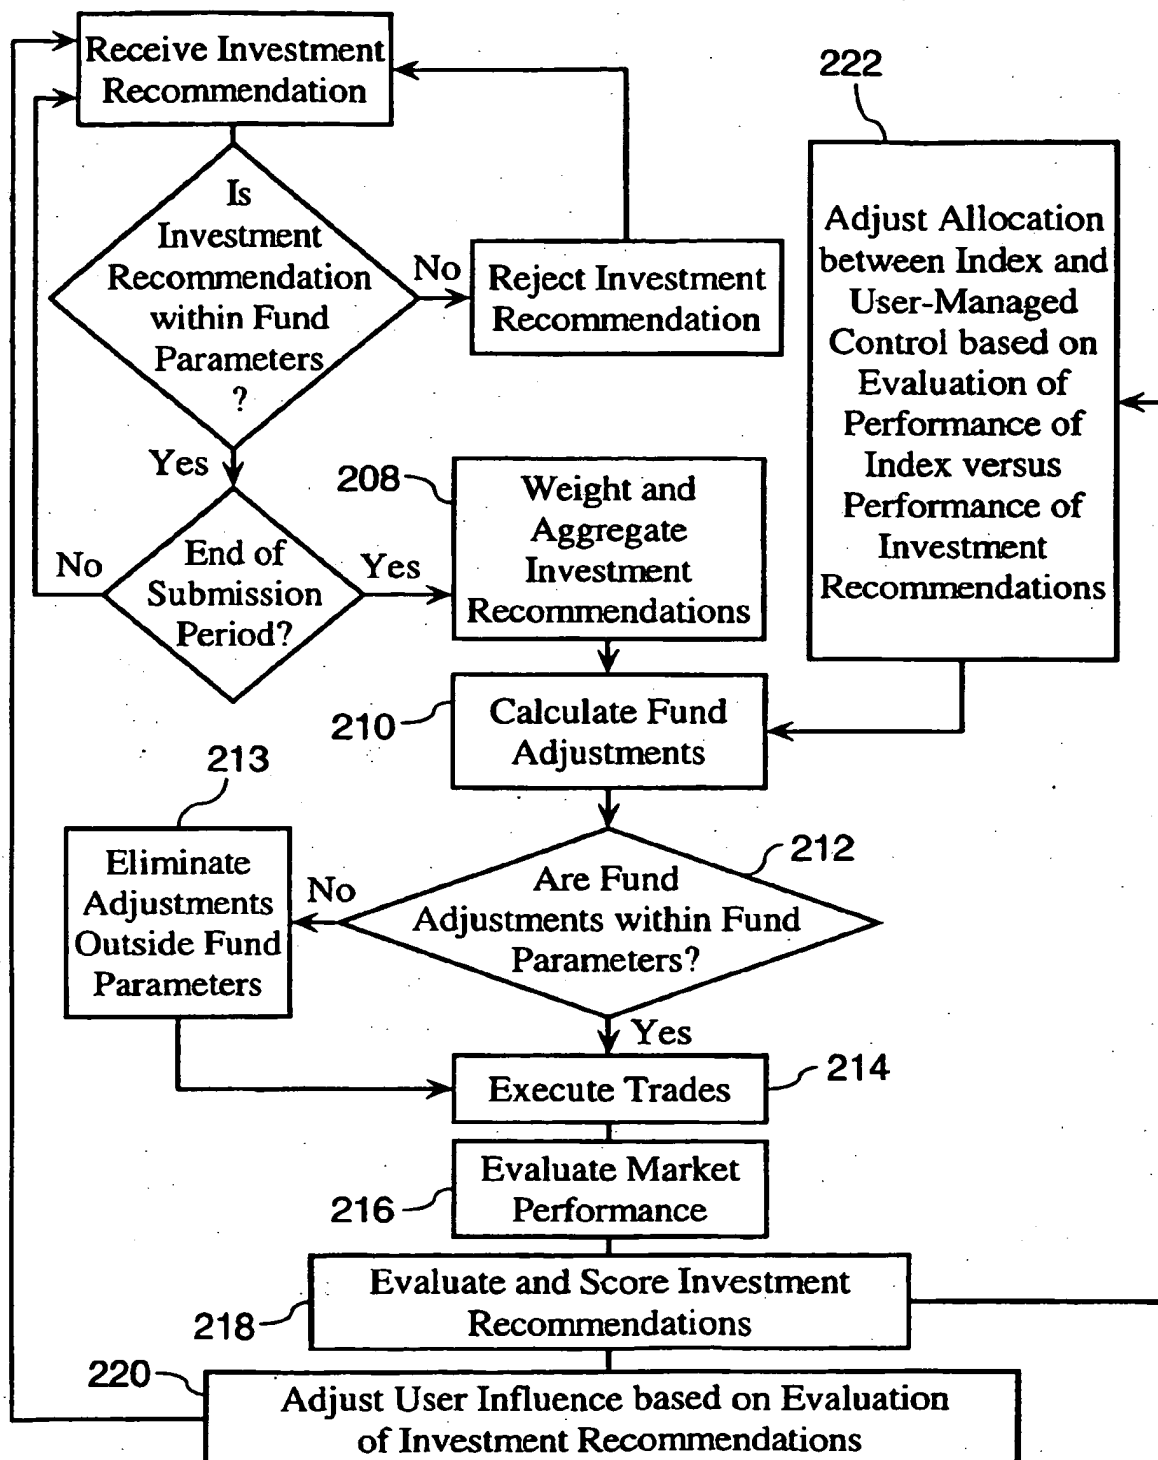 Receive Investment
Recommendation
222
Is
Investment
Recommendation
within Fund
Parameters
?
No
Reject Investment
Recommendation
Adjust Allocation
between Index and
User-Managed
Control based on
Evaluation of
Performance of
Index versus
Performance of
Investment
Recommendations
Yes
208
Weight and
Aggregate
Investment
Recommendations
No
End of
Submission
Period?
Yes
210
Calculate Fund
Adjustments
213
Eliminate
Adjustments
Outside Fund
Parameters
No
212
Are Fund
Adjustments within Fund
Parameters?
Yes
Execute Trades
214
Evaluate Market
Performance
216
Evaluate and Score Investment
Recommendations
218
220
Adjust User Influence based on Evaluation
of Investment Recommendations